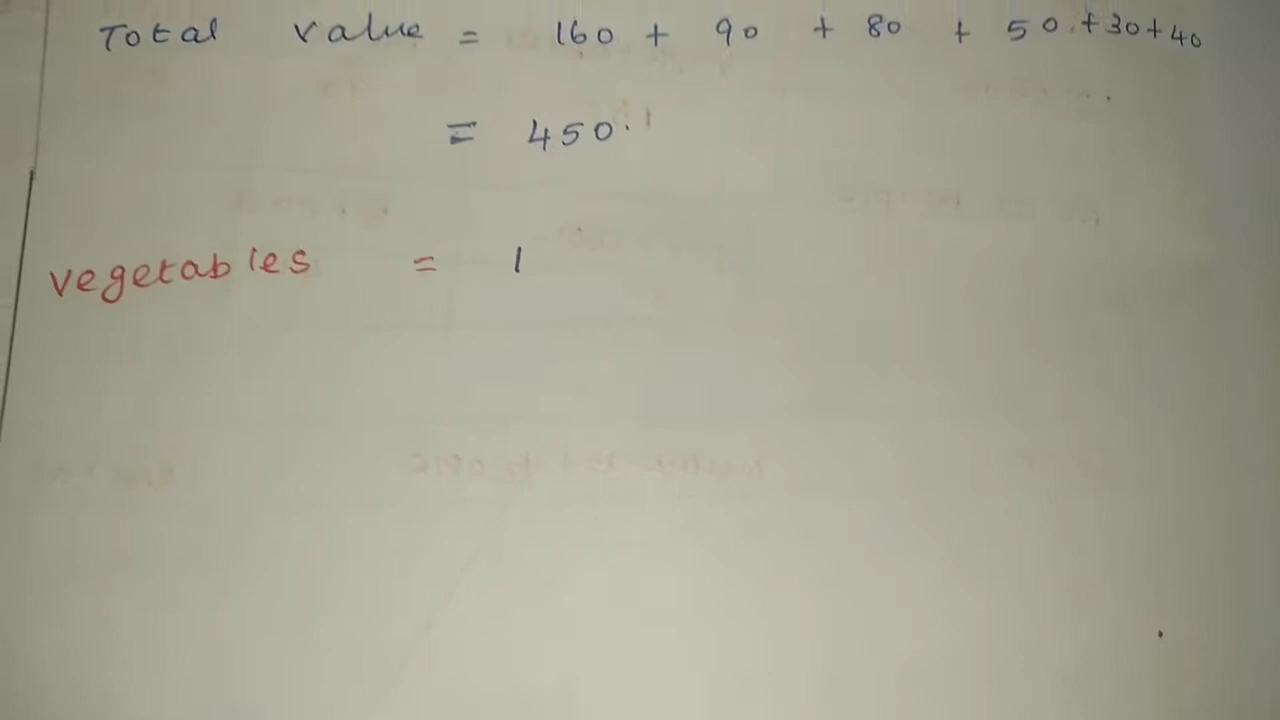 Total value = 160 + 90 + 80 + 50 + 30 + 40
= 450.
vegetables = 1